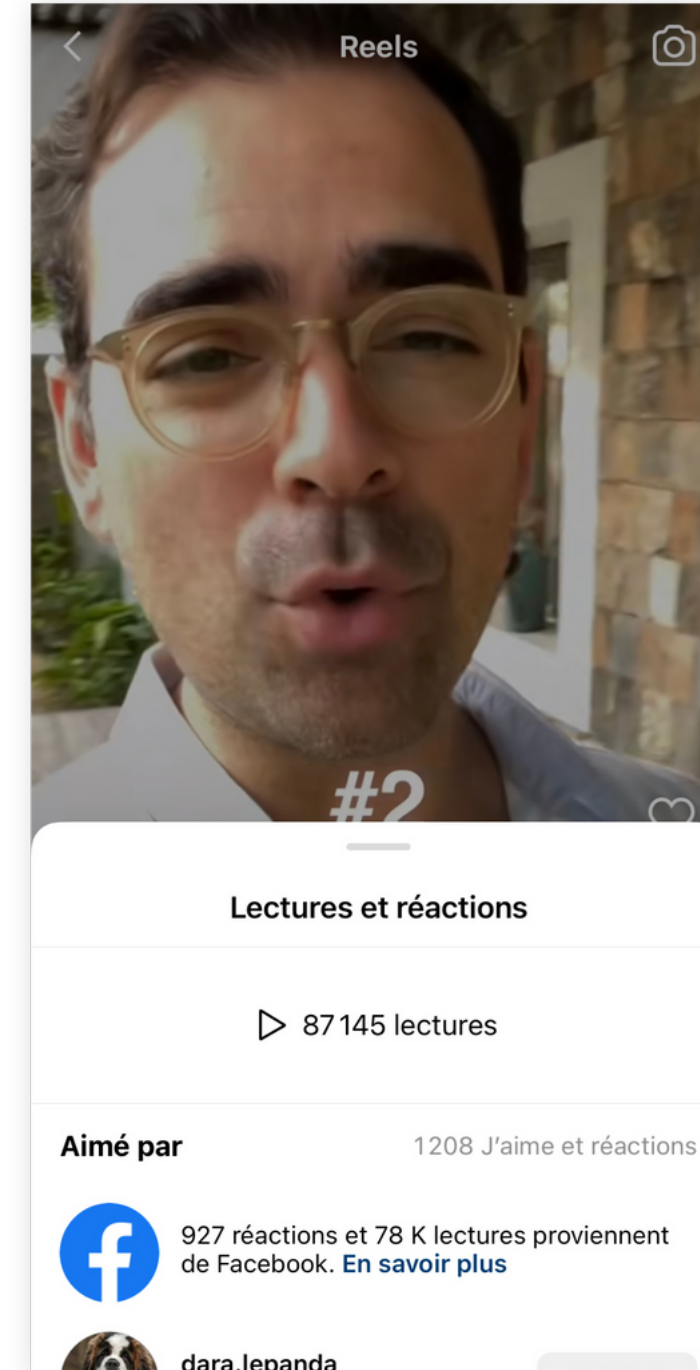 Reels
#2
Lectures et réactions
87 145 lectures
Aimé par
1208 J’aime et réactions
927 réactions et 78 K lectures proviennent
de Facebook. En savoir plus
dara.lepanda